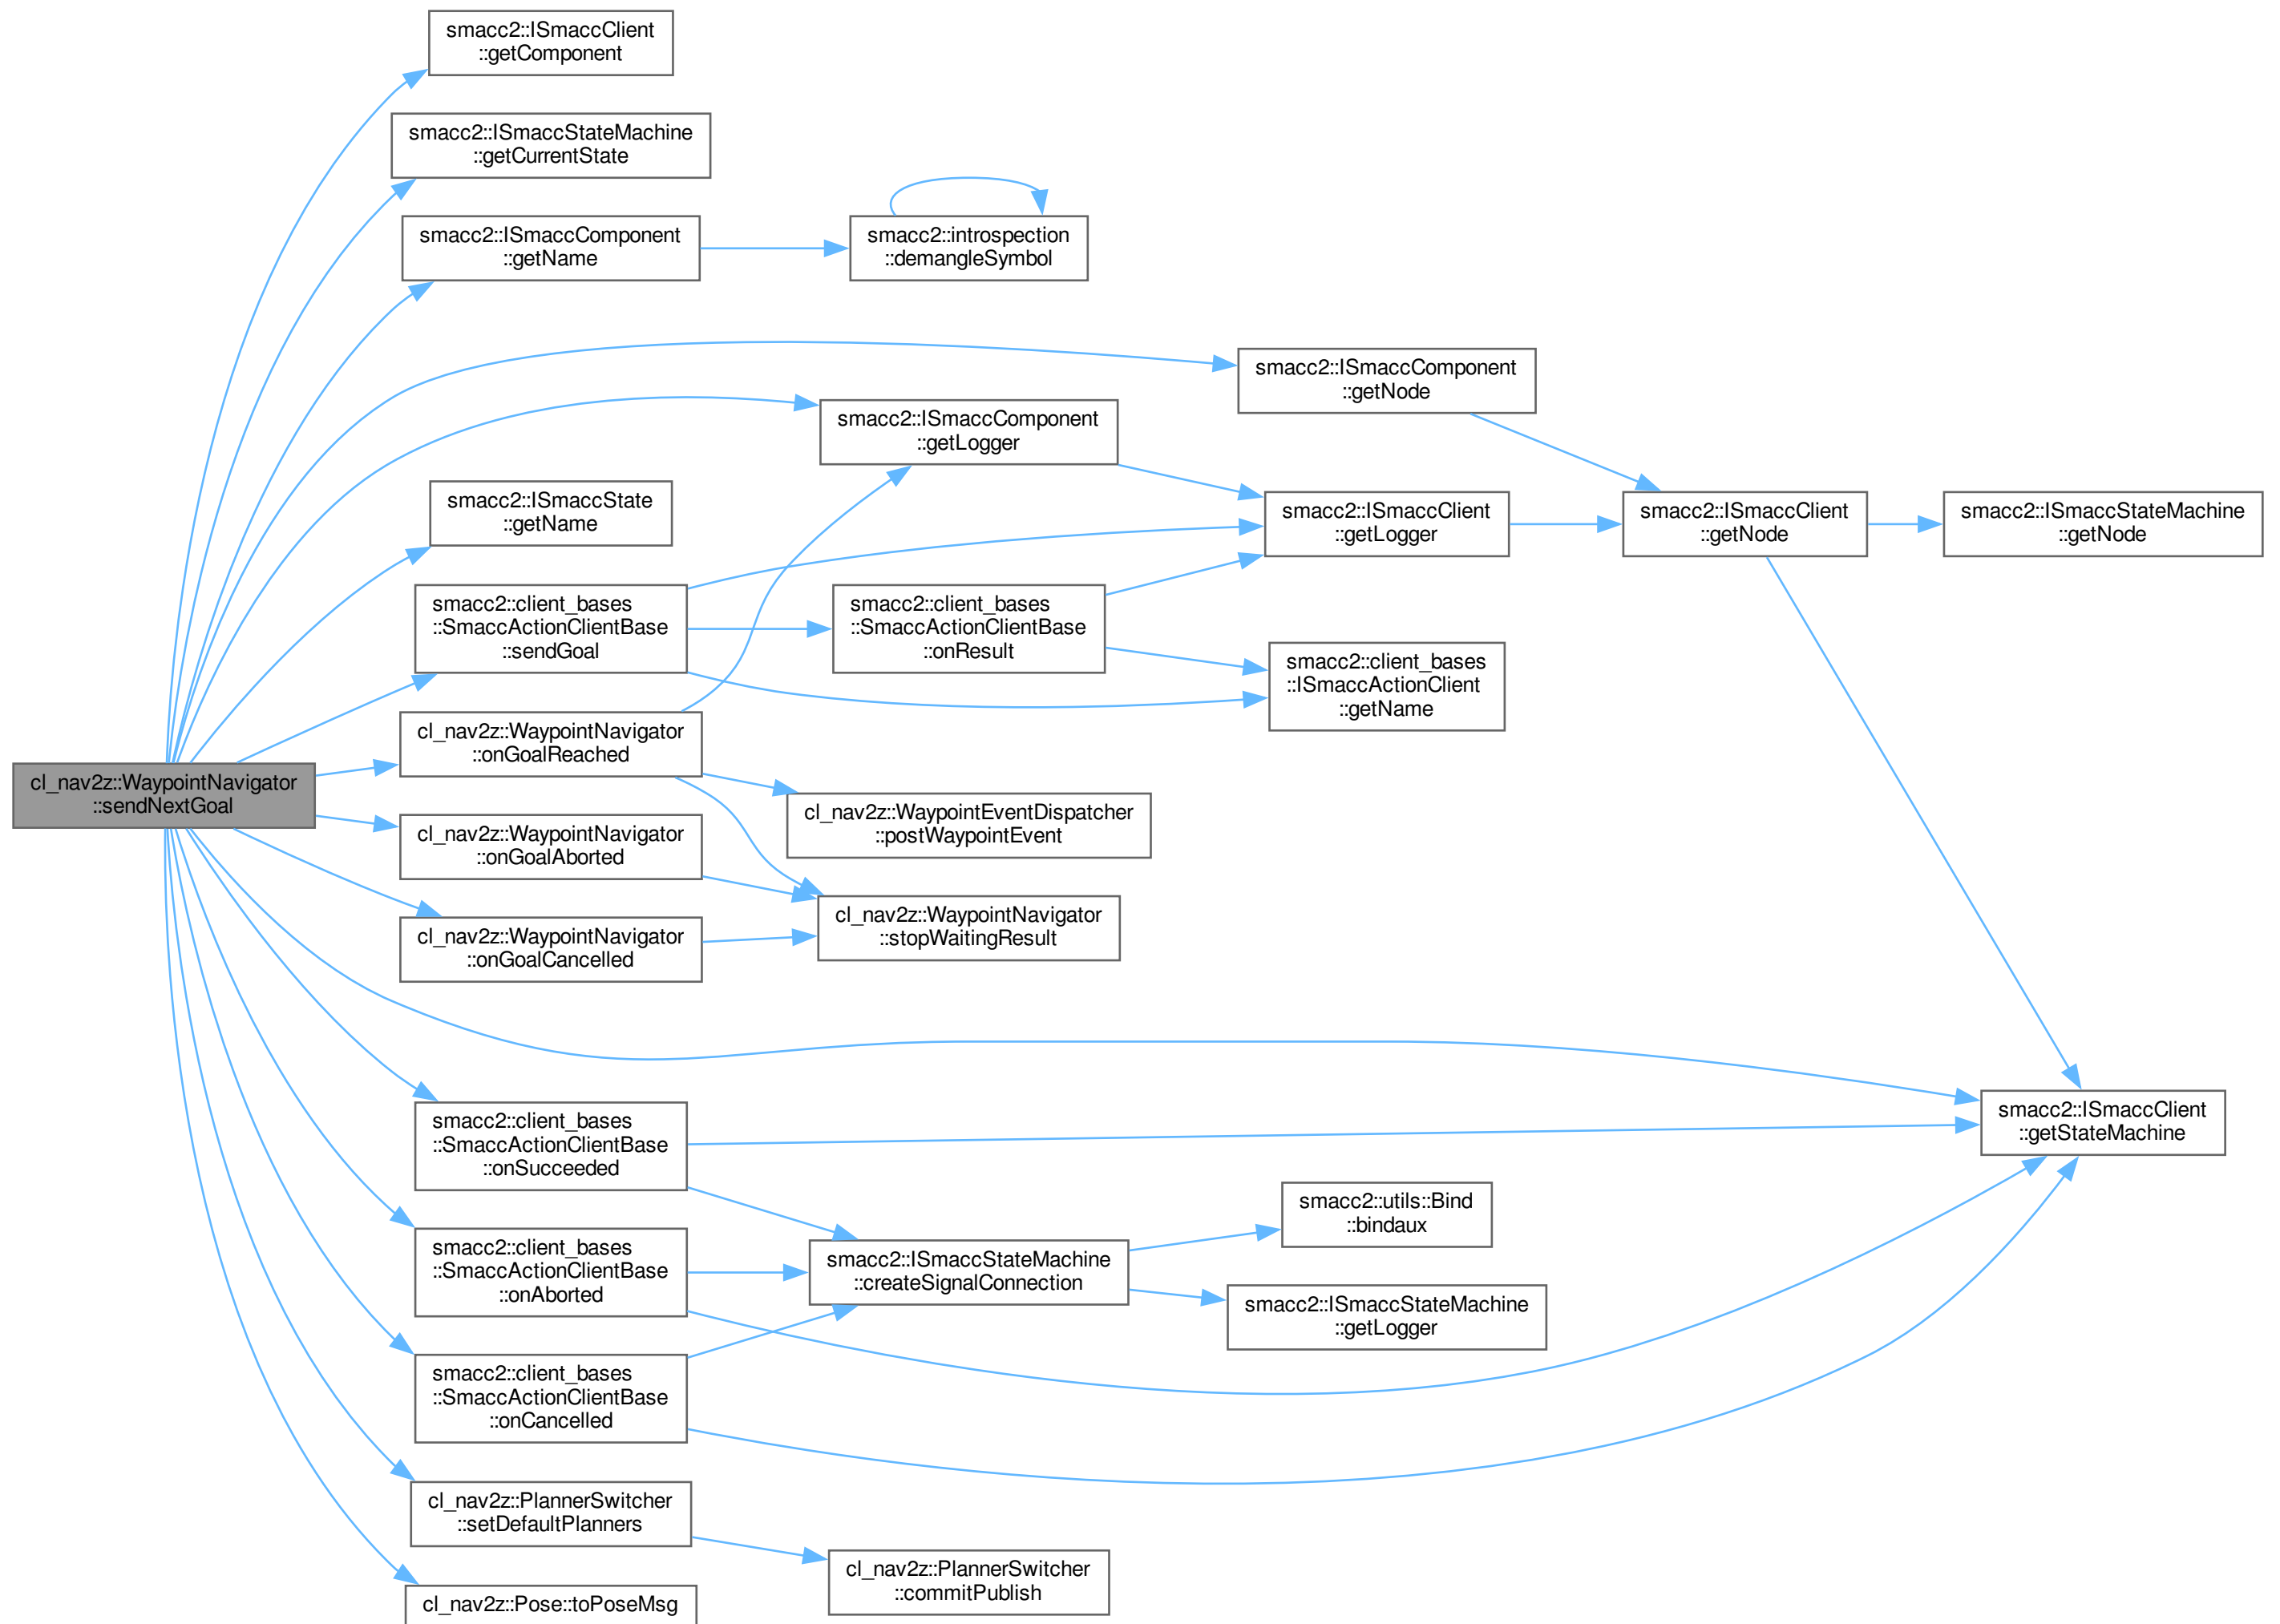 smacc2::ISmaccClient
::getComponent
smacc2::ISmaccStateMachine
::getCurrentState
smacc2::ISmaccComponent
::getName
smacc2::introspection
::demangleSymbol
smacc2::ISmaccComponent
::getNode
smacc2::ISmaccComponent
::getLogger
smacc2::ISmaccState
::getName
smacc2::ISmaccClient
::getLogger
smacc2::ISmaccClient
::getNode
smacc2::ISmaccStateMachine
::getNode
smacc2::client_bases
::SmaccActionClientBase
::sendGoal
smacc2::client_bases
::SmaccActionClientBase
::onResult
smacc2::client_bases
::ISmaccActionClient
::getName
cl_nav2z::WaypointNavigator
::onGoalReached
cl_nav2z::WaypointNavigator
::sendNextGoal
cl_nav2z::WaypointEventDispatcher
::postWaypointEvent
cl_nav2z::WaypointNavigator
::onGoalAborted
cl_nav2z::WaypointNavigator
::stopWaitingResult
cl_nav2z::WaypointNavigator
::onGoalCancelled
smacc2::client_bases
::SmaccActionClientBase
::onSucceeded
smacc2::ISmaccClient
::getStateMachine
smacc2::utils::Bind
::bindaux
smacc2::client_bases
::SmaccActionClientBase
::onAborted
smacc2::ISmaccStateMachine
::createSignalConnection
smacc2::ISmaccStateMachine
::getLogger
smacc2::client_bases
::SmaccActionClientBase
::onCancelled
cl_nav2z::PlannerSwitcher
::setDefaultPlanners
cl_nav2z::PlannerSwitcher
::commitPublish
cl_nav2z::Pose::toPoseMsg